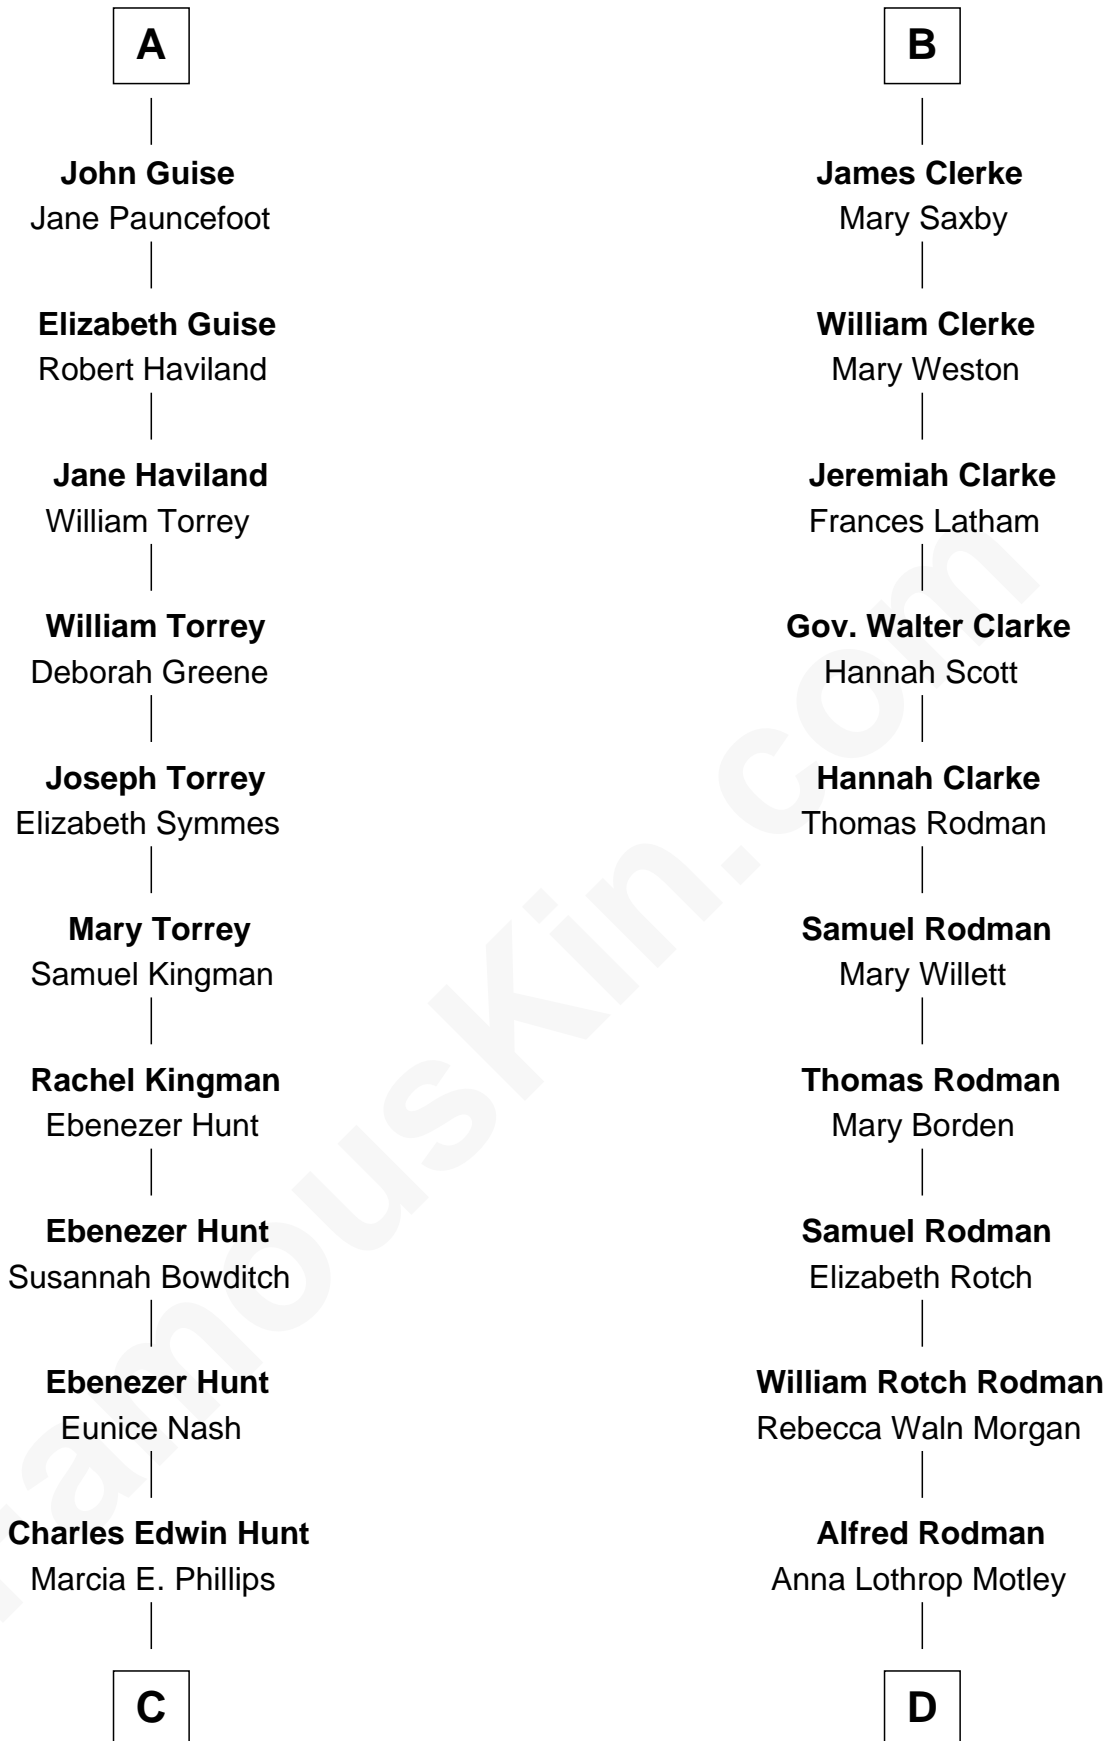 A
John Guise
Jane Pauncefoot
Elizabeth Guise
Robert Haviland
Jane Haviland
William Torrey
William Torrey
Deborah Greene
Joseph Torrey
Elizabeth Symmes
Mary Torrey
Samuel Kingman
Rachel Kingman
Ebenezer Hunt
Ebenezer Hunt
Susannah Bowditch
Ebenezer Hunt
Eunice Nash
Charles Edwin Hunt
Marcia E. Phillips
C
B
James Clerke
Mary Saxby
William Clerke
Mary Weston
Jeremiah Clarke
Frances Latham
Gov. Walter Clarke
Hannah Scott
Hannah Clarke
Thomas Rodman
Samuel Rodman
Mary Willett
Thomas Rodman
Mary Borden
Samuel Rodman
Elizabeth Rotch
William Rotch Rodman
Rebecca Waln Morgan
Alfred Rodman
Anna Lothrop Motley
D
FamousKin.com